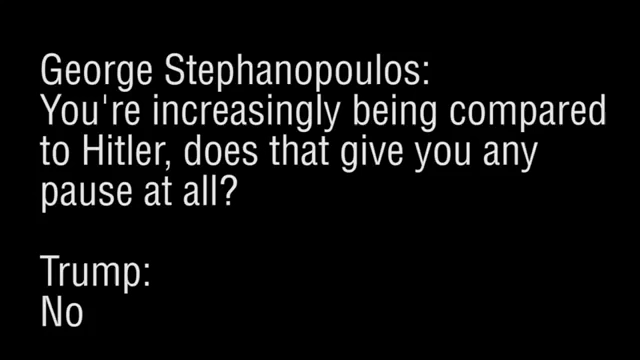 George Stephanopoulos:
You're increasingly being compared
to Hitler, does that give you any
pause at all?
Trump:
No